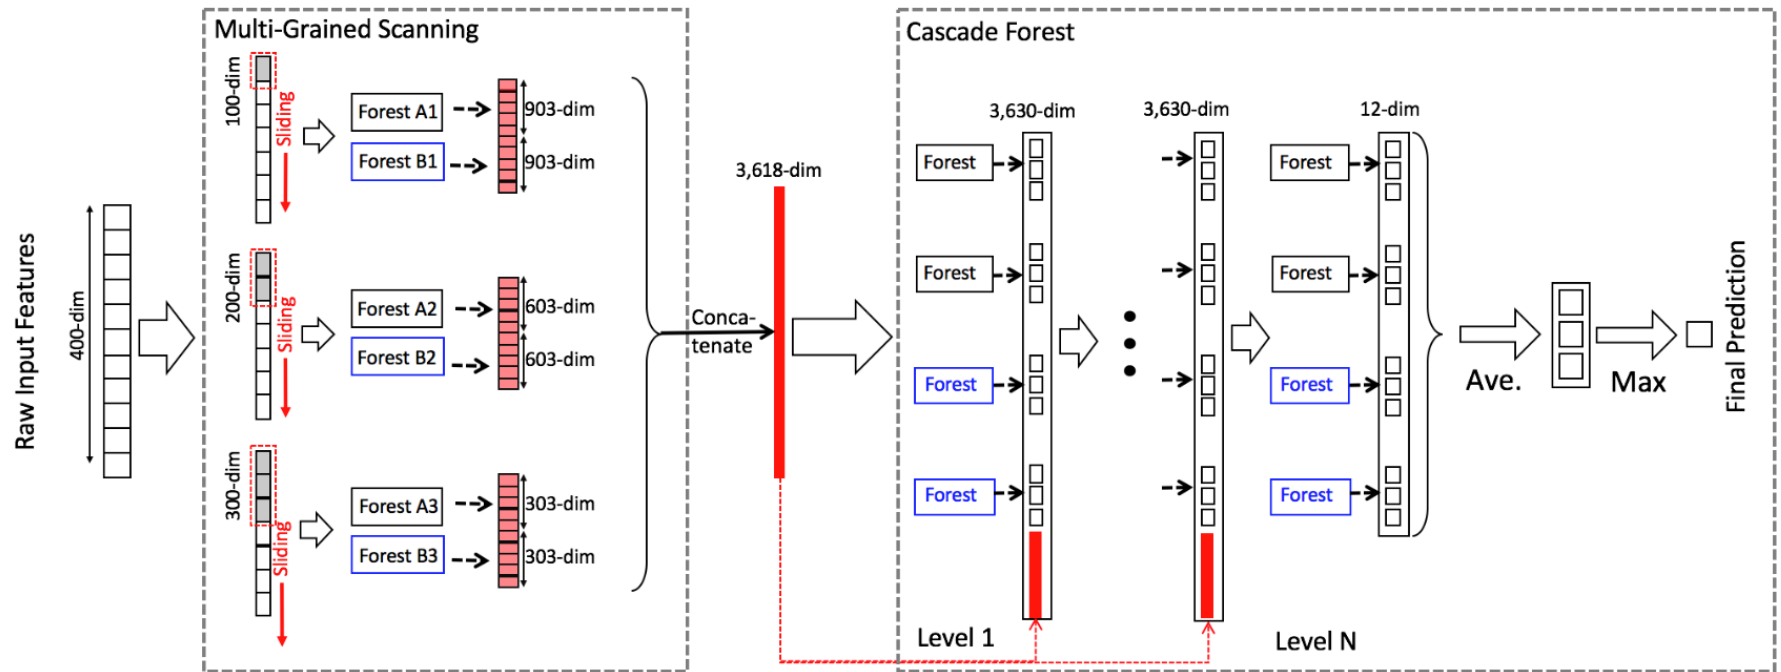 Raw Input Features
400-dim
Multi-Grained Scanning
100-dim
Sliding
Forest A1
Forest B1
903-dim
903-dim
200-dim
Sliding
Forest A2
Forest B2
603-dim
603-dim
300-dim
Sliding
Forest A3
Forest B3
303-dim
303-dim
Conca-
tenate
3,618-dim
Cascade Forest
3,630-dim
Forest
Forest
Forest
Forest
Level 1
3,630-dim
12-dim
Forest
Forest
Forest
Forest
Level N
Ave.
Max
Final Prediction